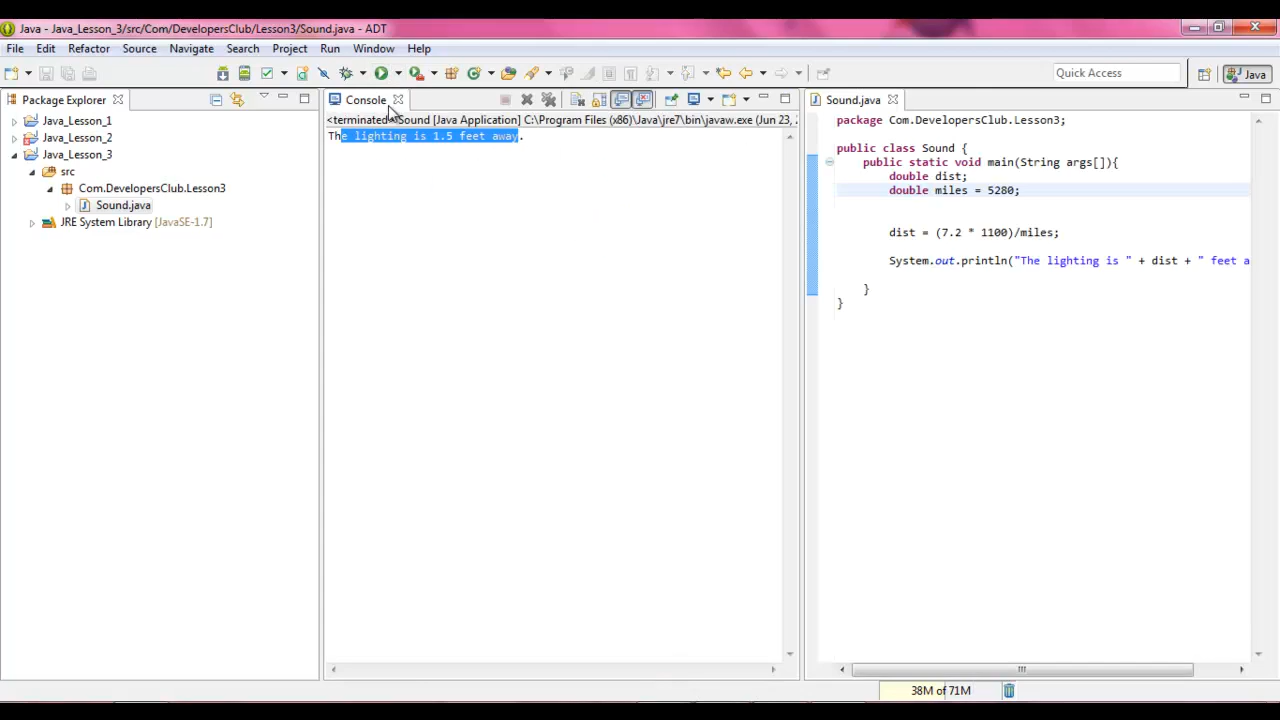 Java - Java_Lesson_3/src/Com/DevelopersClub/Lesson3/Sound.java - ADT
File Edit Refactor Source Navigate Search Project Run Window Help
Quick Access
Java
Package Explorer
Java_Lesson_1
Java_Lesson_2
Java_Lesson_3
src
Com.DevelopersClub.Lesson3
Sound.java
JRE System Library [JavaSE-1.7]
Console
<terminated> Sound [Java Application] C:\Program Files (x86)\Java\jre7\bin\javaw.exe (Jun 23, 2
The lighting is 1.5 feet away.
Sound.java
package Com.DevelopersClub.Lesson3;
public class Sound {
public static void main(String args[]){
double dist;
double miles = 5280;
dist = (7.2 * 1100)/miles;
System.out.println("The lighting is " + dist + " feet a
}
}
38M of 71M